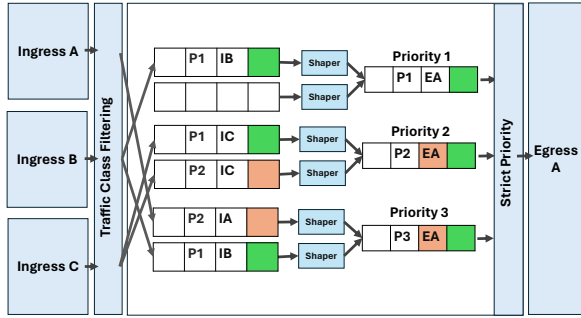 Ingress A
Ingress B
Ingress C
Traffic Class Filtering
P1 IB
Shaper
Shaper
Priority 1
P1 EA
P1 IC
P2 IC
Shaper
Shaper
Priority 2
P2 EA
P2 IA
P1 IB
Shaper
Shaper
Priority 3
P3 EA
Strict Priority
Egress
A